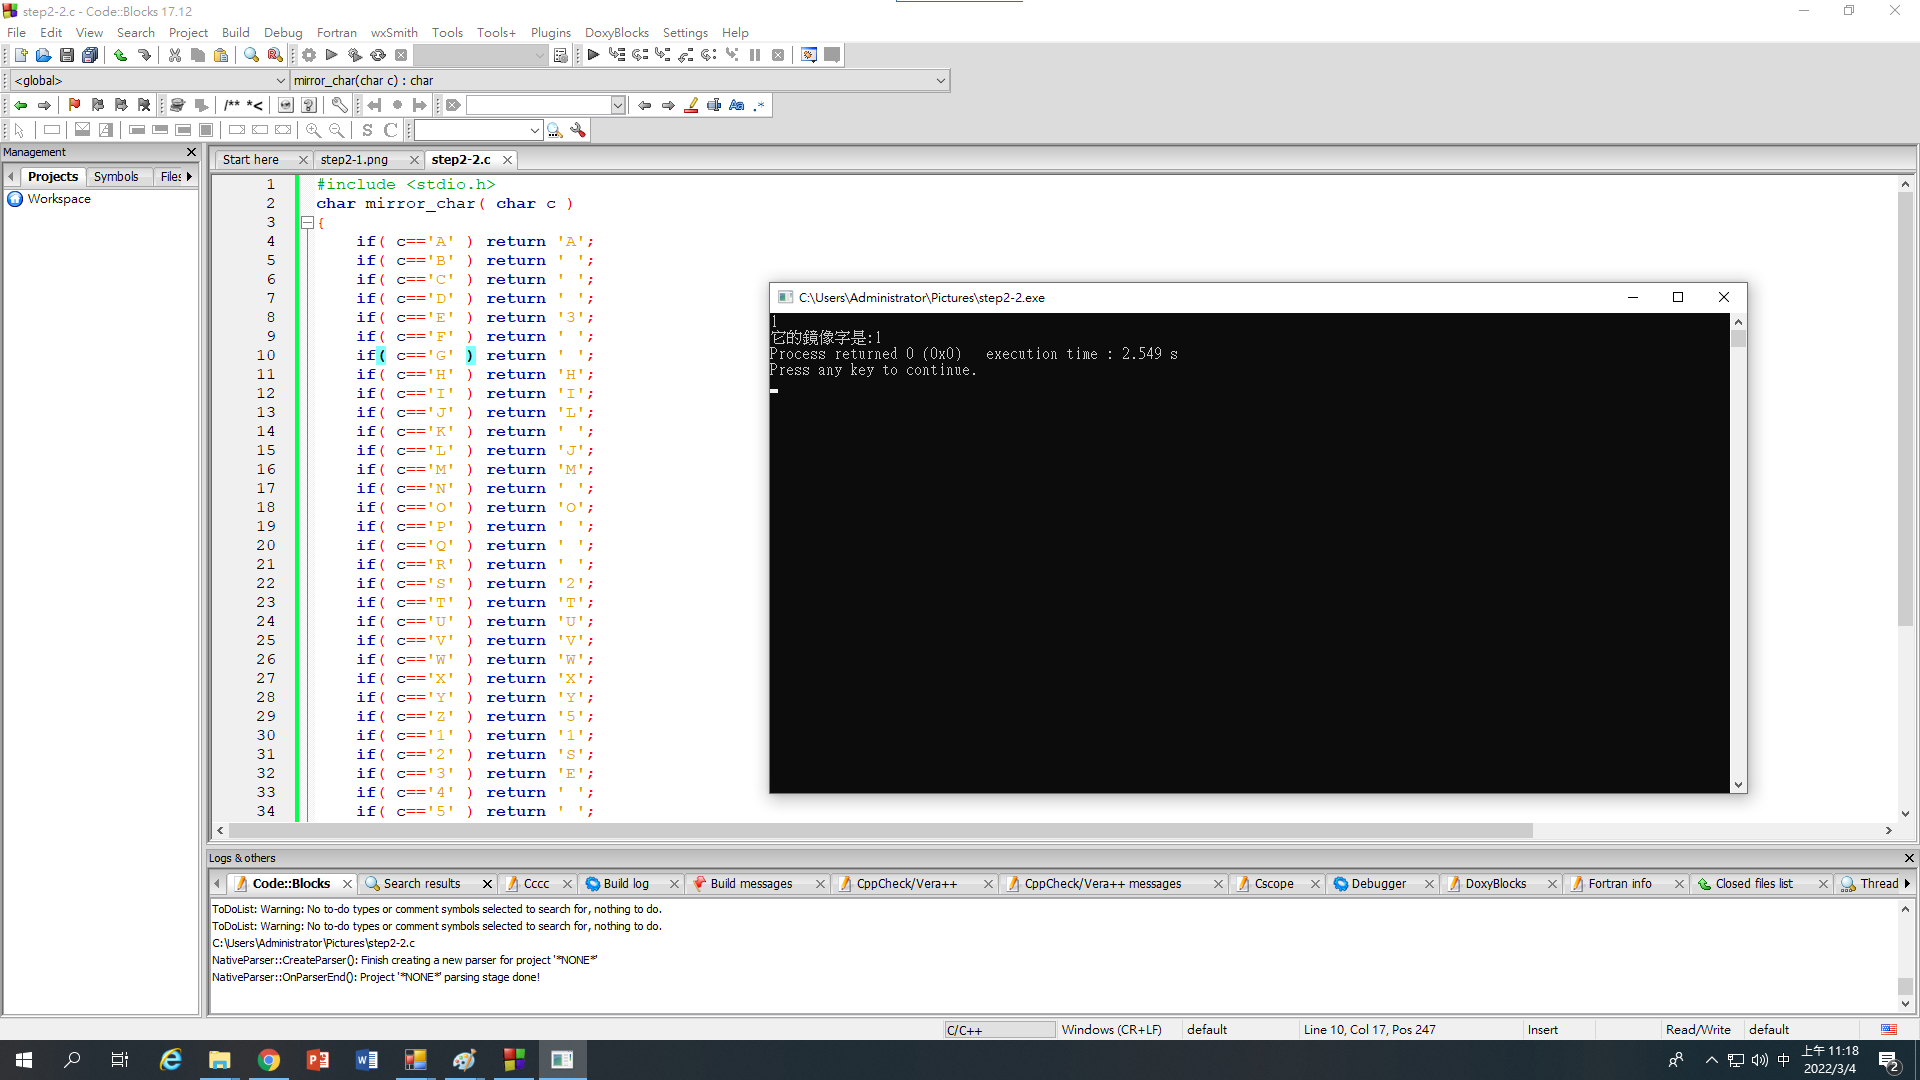 step2-2.c - Code::Blocks 17.12
File Edit View Search Project Build Debug Fortran wxSmith Tools Tools+ Plugins DoxyBlocks Settings Help
<global> mirror_char(char c) : char
/** *<
S C
Management
Projects Symbols Files
Workspace
Start here step2-1.png step2-2.c
1 #include <stdio.h>
2 char mirror_char( char c )
3 {
4 if( c=='A' ) return 'A';
5 if( c=='B' ) return ' ';
6 if( c=='C' ) return ' ';
7 if( c=='D' ) return ' ';
8 if( c=='E' ) return '3';
9 if( c=='F' ) return ' ';
10 if( c=='G' ) return ' ';
11 if( c=='H' ) return 'H';
12 if( c=='I' ) return 'I';
13 if( c=='J' ) return 'L';
14 if( c=='K' ) return ' ';
15 if( c=='L' ) return 'J';
16 if( c=='M' ) return 'M';
17 if( c=='N' ) return ' ';
18 if( c=='O' ) return 'O';
19 if( c=='P' ) return ' ';
20 if( c=='Q' ) return ' ';
21 if( c=='R' ) return ' ';
22 if( c=='S' ) return '2';
23 if( c=='T' ) return 'T';
24 if( c=='U' ) return 'U';
25 if( c=='V' ) return 'V';
26 if( c=='W' ) return 'W';
27 if( c=='X' ) return 'X';
28 if( c=='Y' ) return 'Y';
29 if( c=='Z' ) return '5';
30 if( c=='1' ) return '1';
31 if( c=='2' ) return 'S';
32 if( c=='3' ) return 'E';
33 if( c=='4' ) return ' ';
34 if( c=='5' ) return ' ';
C:\Users\Administrator\Pictures\step2-2.exe
1
它的鏡像字是:1
Process returned 0 (0x0) execution time : 2.549 s
Press any key to continue.
Logs & others
Code::Blocks Search results Cccc Build log Build messages CppCheck/Vera++ CppCheck/Vera++ messages Cscope Debugger DoxyBlocks Fortran info Closed files list Thread
ToDoList: Warning: No to-do types or comment symbols selected to search for, nothing to do.
ToDoList: Warning: No to-do types or comment symbols selected to search for, nothing to do.
C:\Users\Administrator\Pictures\step2-2.c
NativeParser::CreateParser(): Finish creating a new parser for project '*NONE*'
NativeParser::OnParserEnd(): Project '*NONE*' parsing stage done!
C/C++ Windows (CR+LF) default Line 10, Col 17, Pos 247 Insert Read/Write default
中 上午 11:18
2022/3/4
2